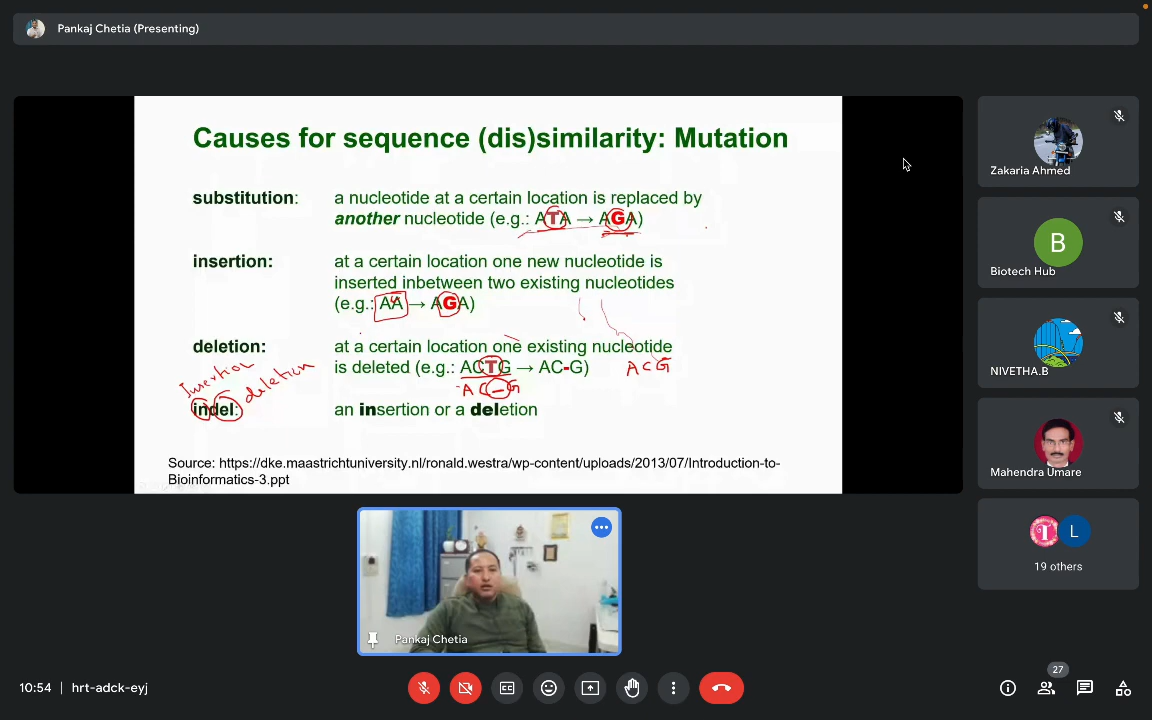 Pankaj Chetia (Presenting)
Causes for sequence (dis)similarity: Mutation
substitution: a nucleotide at a certain location is replaced by
another nucleotide (e.g.: ATA → AGA)
insertion: at a certain location one new nucleotide is
inserted inbetween two existing nucleotides
(e.g.: AA → AGA)
deletion: at a certain location one existing nucleotide
is deleted (e.g.: ACTG → AC-G)
ACG
AC-G
Insertion
deletion
indel: an insertion or a deletion
Source: https://dke.maastrichtuniversity.nl/ronald.westra/wp-content/uploads/2013/07/Introduction-to-
Bioinformatics-3.ppt
Zakaria Ahmed
B
Biotech Hub
NIVETHA.B
Mahendra Umare
L
19 others
Pankaj Chetia
10:54 | hrt-adck-eyj
27